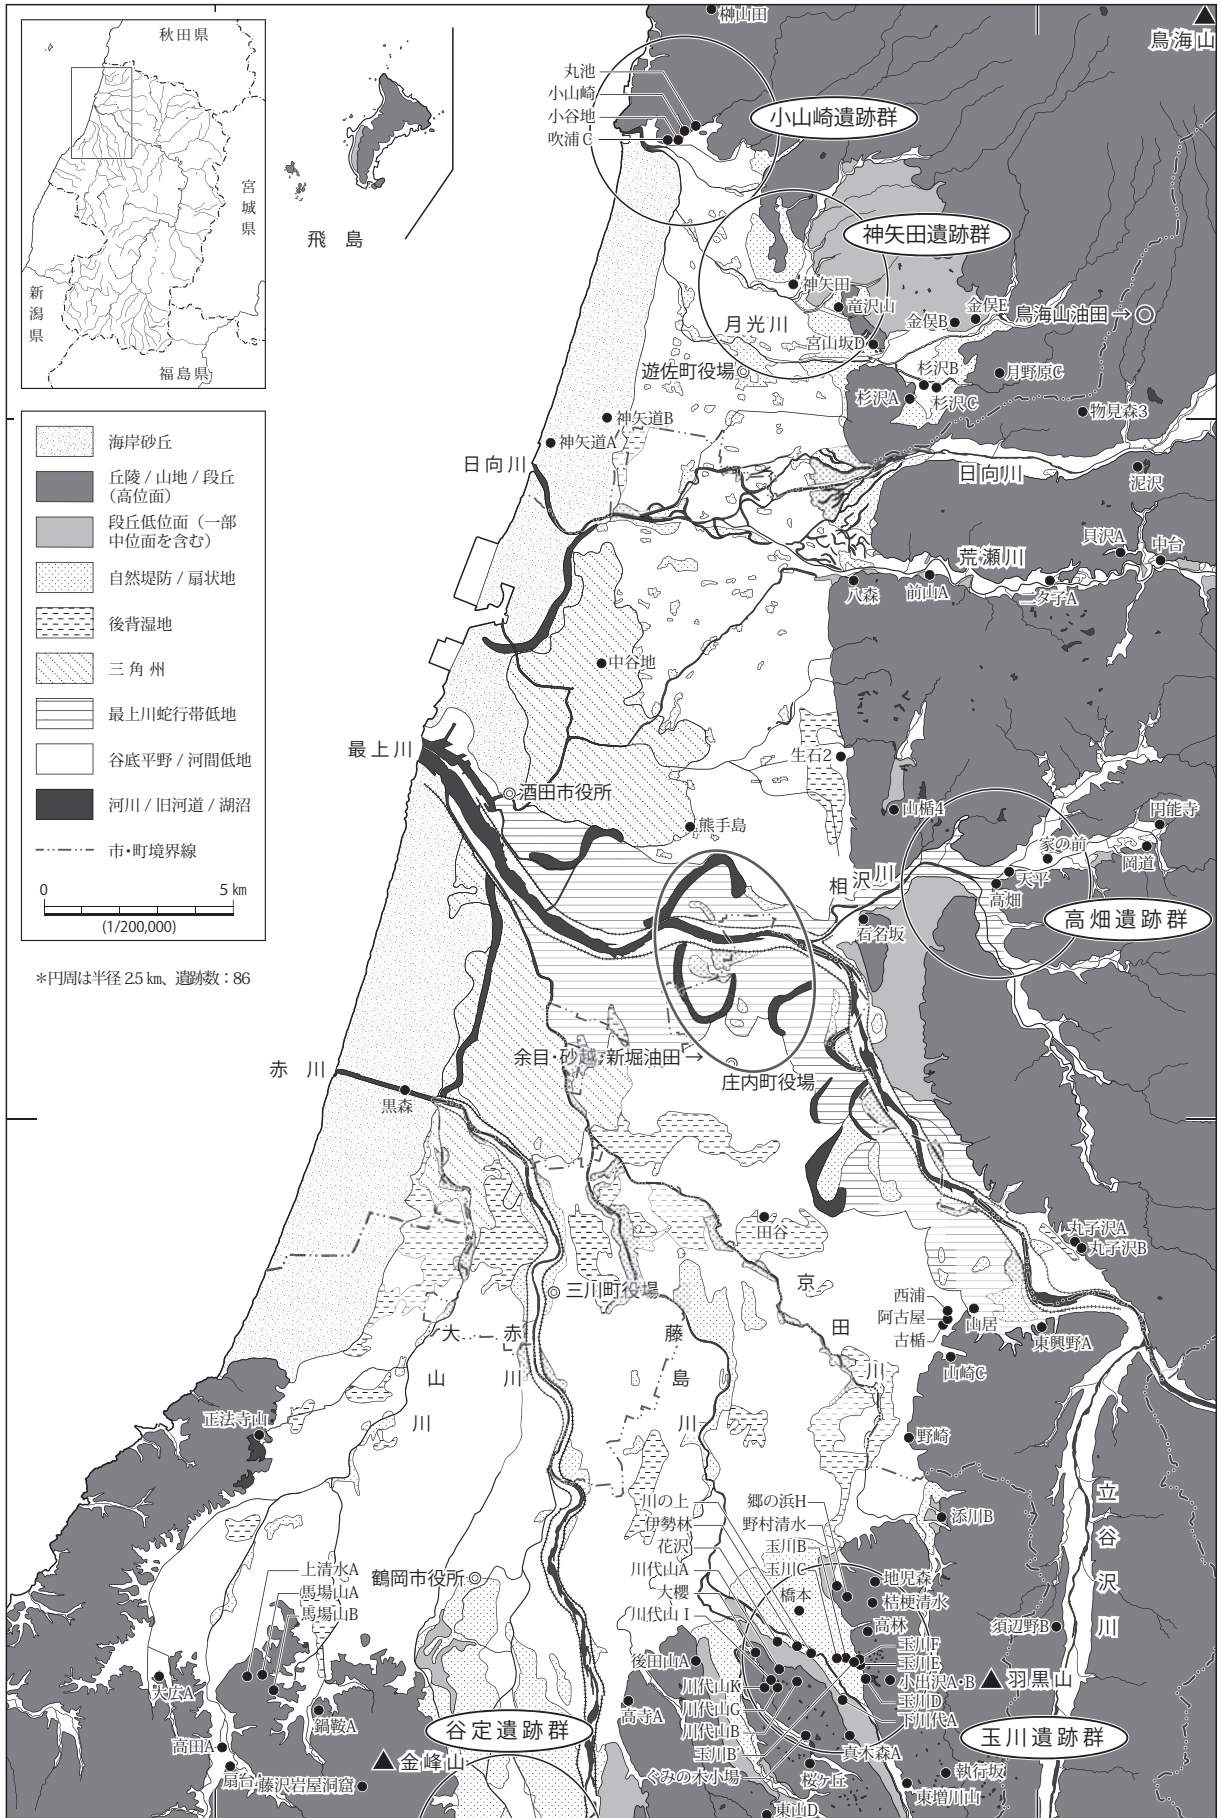 秋田県
宮城県
新潟県
福島県
飛島
海岸砂丘
丘陵 / 山地 / 段丘
(高位面)
段丘低位面（一部
中位面を含む）
自然堤防 / 扇状地
後背湿地
三角州
最上川蛇行帯低地
谷底平野 / 河間低地
河川 / 旧河道 / 湖沼
市・町境界線
0
5 km
(1/200,000)
＊円周は半径 2.5 km、遺跡数：86
榊山田
鳥海山
丸池
小山崎
小谷地
吹浦 C
小山崎遺跡群
神矢田遺跡群
神矢田
竜沢山
月光川
宮山坂D
金俣B
金俣E
鳥海山油田 →
遊佐町役場
杉沢B
杉沢A
杉沢C
月野原C
物見森3
神矢道B
神矢道A
日向川
日向川
泥沢
貝沢A
中台
荒瀬川
八森
前山A
二タ子A
中谷地
最上川
生石2
酒田市役所
山楯4
熊手島
円能寺
家の前
岡道
天平
高畑
相沢川
石名坂
高畑遺跡群
余目・砂越・新堀油田 →
庄内町役場
赤川
黒森
田谷
丸子沢A
丸子沢B
三川町役場
京田川
西浦
阿古屋
古楯
山居
東興野A
山崎C
大山川
赤川
藤島川
正法寺山
野崎
立谷沢川
川の上
伊勢林
花沢
川代山A
大櫻
川代山 I
郷の浜H
野村清水
玉川B
玉川C
橋本
添川B
地児森
桔梗清水
高林
須辺野B
上清水A
馬場山A
馬場山B
鶴岡市役所
玉川F
玉川E
小出沢A・B
玉川D
下川代A
羽黒山
後田山A
川代山K
川代山G
川代山B
玉川B'
ぐみの木小場
大広A
鍋鞍A
高寺A
谷定遺跡群
玉川遺跡群
真木森A
高田A
金峰山
扇台
藤沢岩屋洞窟
桜ケ丘
執行坂
東増川山
東山D